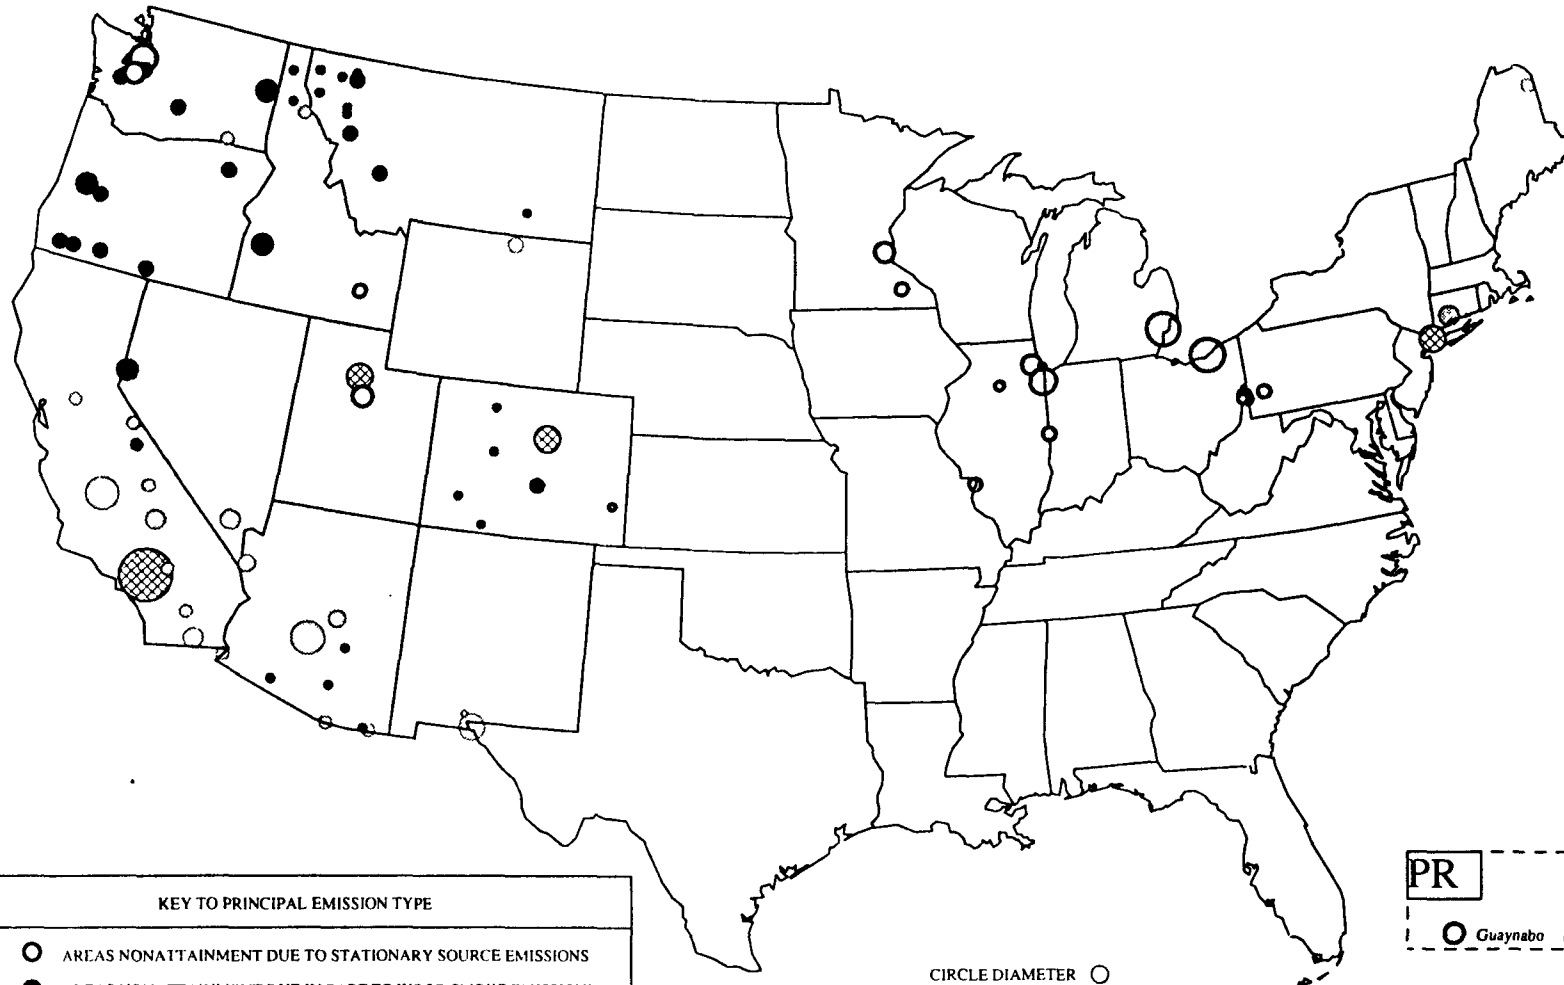 KEY TO PRINCIPAL EMISSION TYPE
AREAS NONATTAINMENT DUE TO STATIONARY SOURCE EMISSIONS
CIRCLE DIAMETER
PR
Guaynabo